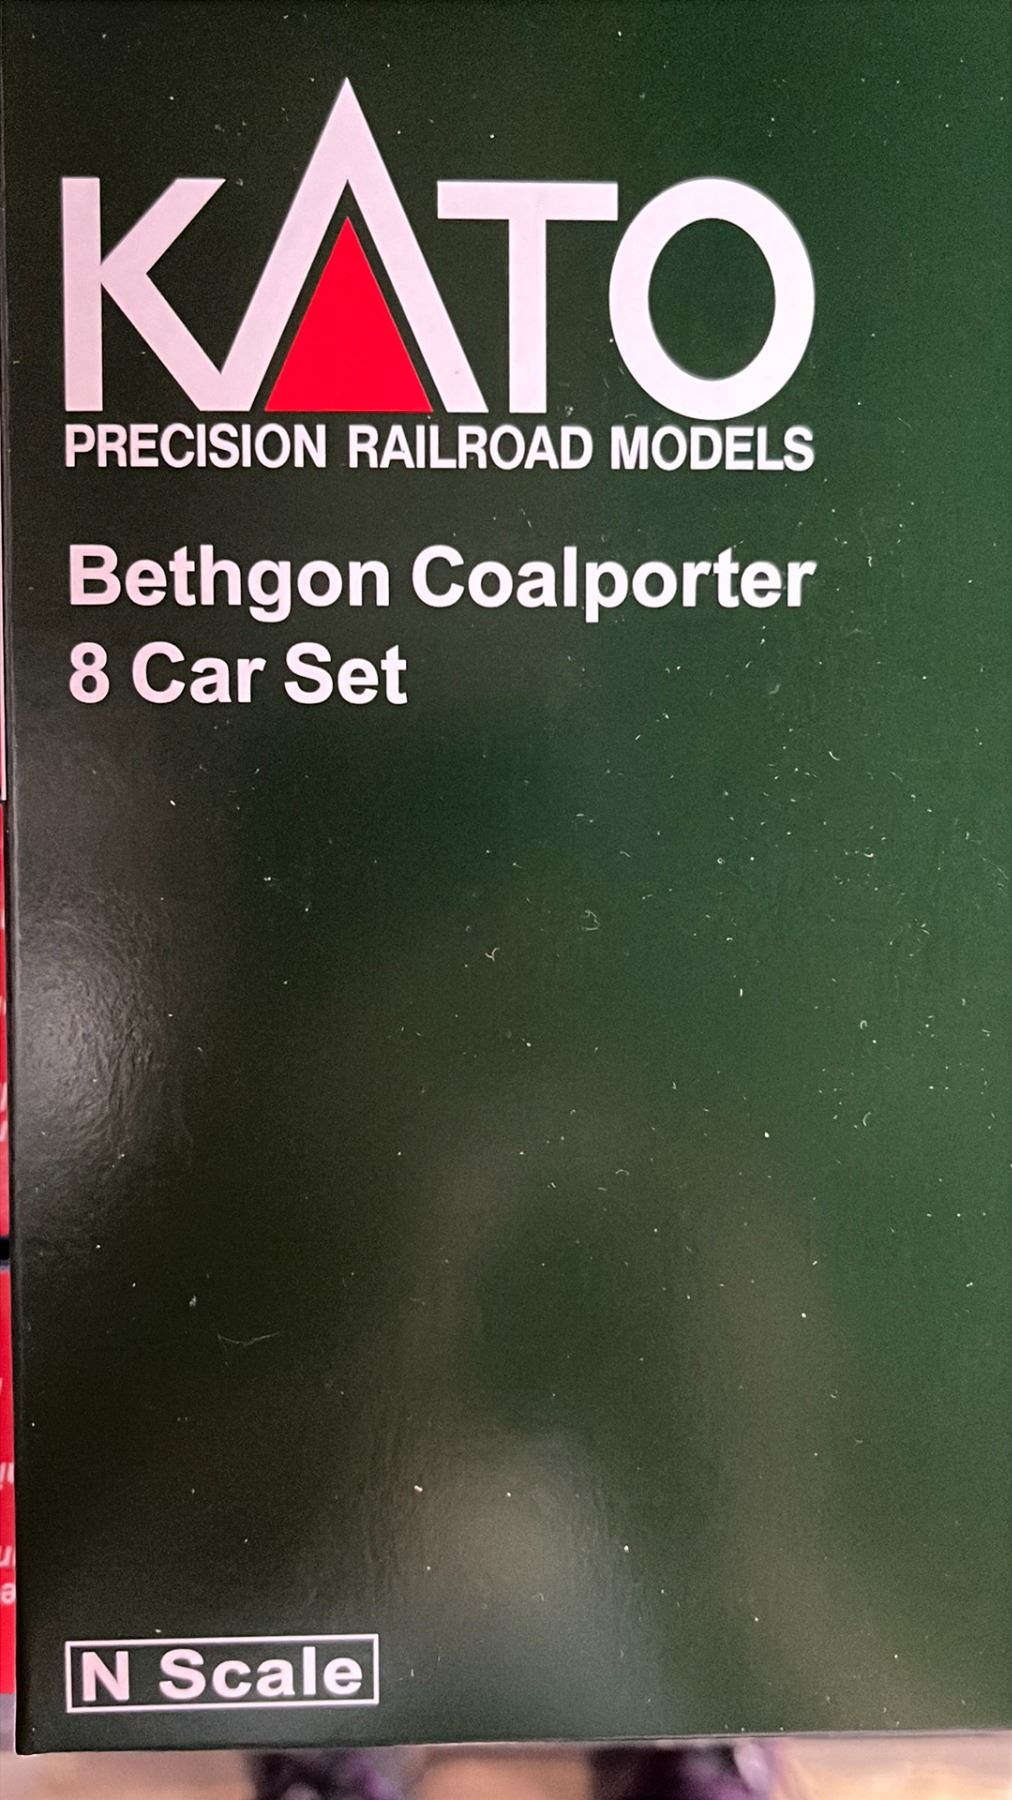 KATO
PRECISION RAILROAD MODELS
Bethgon Coalporter
8 Car Set
N Scale